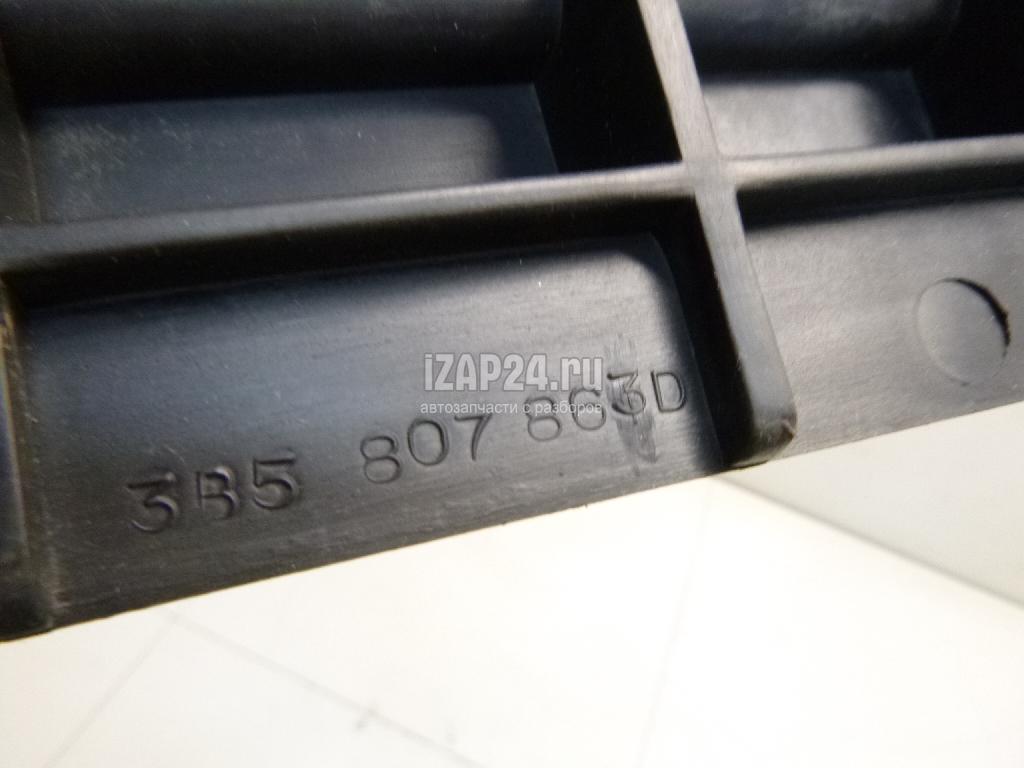 iZAP24.ru
автозапчасти с разборов
3B5 807 863D